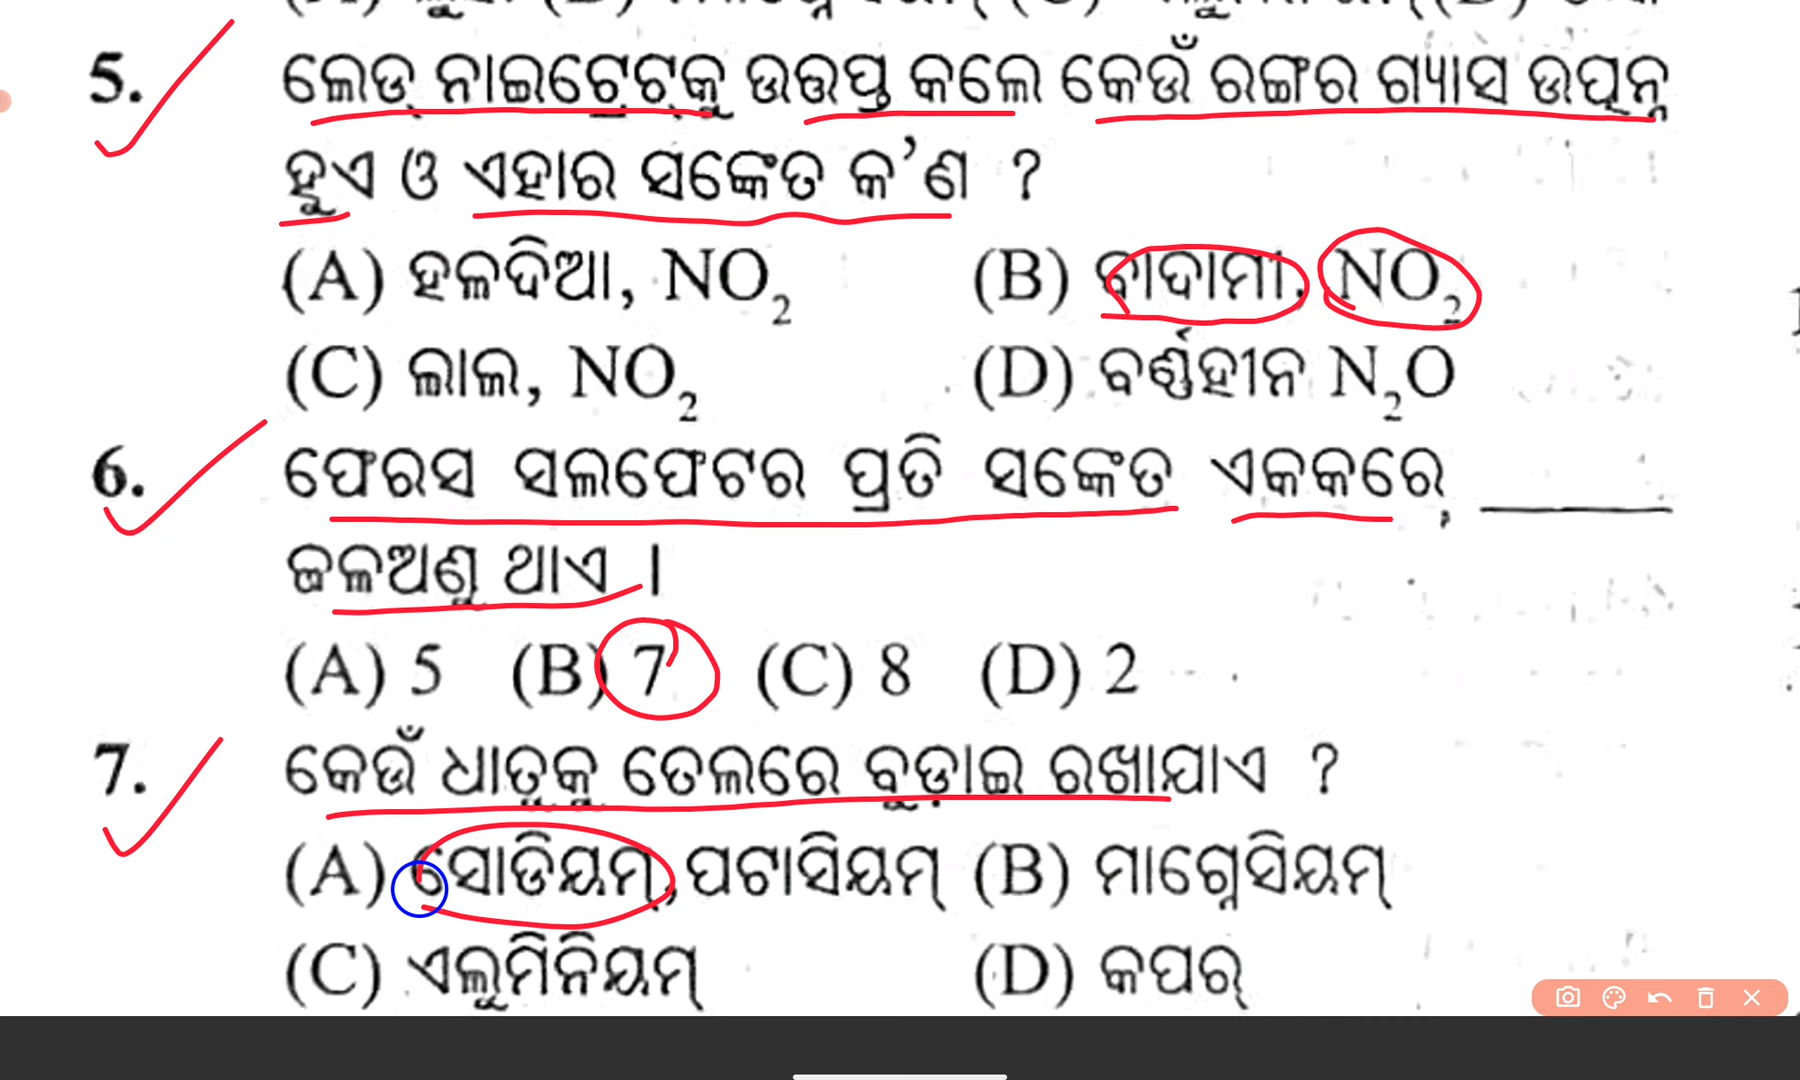 5. ଲେଡ୍ ନାଇଟ୍ରେଟ୍‌କୁ ଉତ୍ତପ୍ତ କଲେ କେଉଁ ରଙ୍ଗର ଗ୍ୟାସ ଉତ୍ପନ୍ନ
ହୁଏ ଓ ଏହାର ସଙ୍କେତ କ’ଣ ?
(A) ହଳଦିଆ, NO₂ (B) ବାଦାମୀ, NO₂
(C) ଲାଲ, NO₂ (D) ବର୍ଣ୍ଣହୀନ N₂O
6. ଫେରସ ସଲଫେଟର ପ୍ରତି ସଙ୍କେତ ଏକକରେ, ______
ଜଳଅଣୁ ଥାଏ ।
(A) 5 (B) 7 (C) 8 (D) 2
7. କେଉଁ ଧାତୁକୁ ତେଲରେ ବୁଡ଼ାଇ ରଖାଯାଏ ?
(A) ସୋଡିୟମ୍, ପଟାସିୟମ୍ (B) ମାଗ୍ନେସିୟମ୍
(C) ଏଲୁମିନିୟମ୍ (D) କପର୍